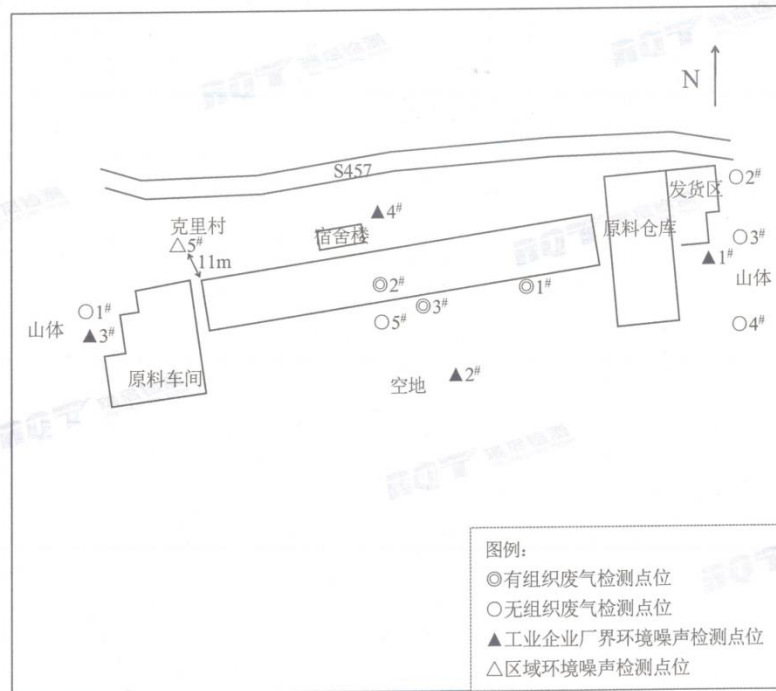 N
S457
发货区
○2#
克里村
▲4#
△5#
宿舍楼
原料仓库
○3#
11m
▲1#
山体
◎2#
◎1#
○1#
◎3#
山体
▲3#
○5#
○4#
原料车间
空地
▲2#
图例：
◎有组织废气检测点位
○无组织废气检测点位
▲工业企业厂界环境噪声检测点位
△区域环境噪声检测点位